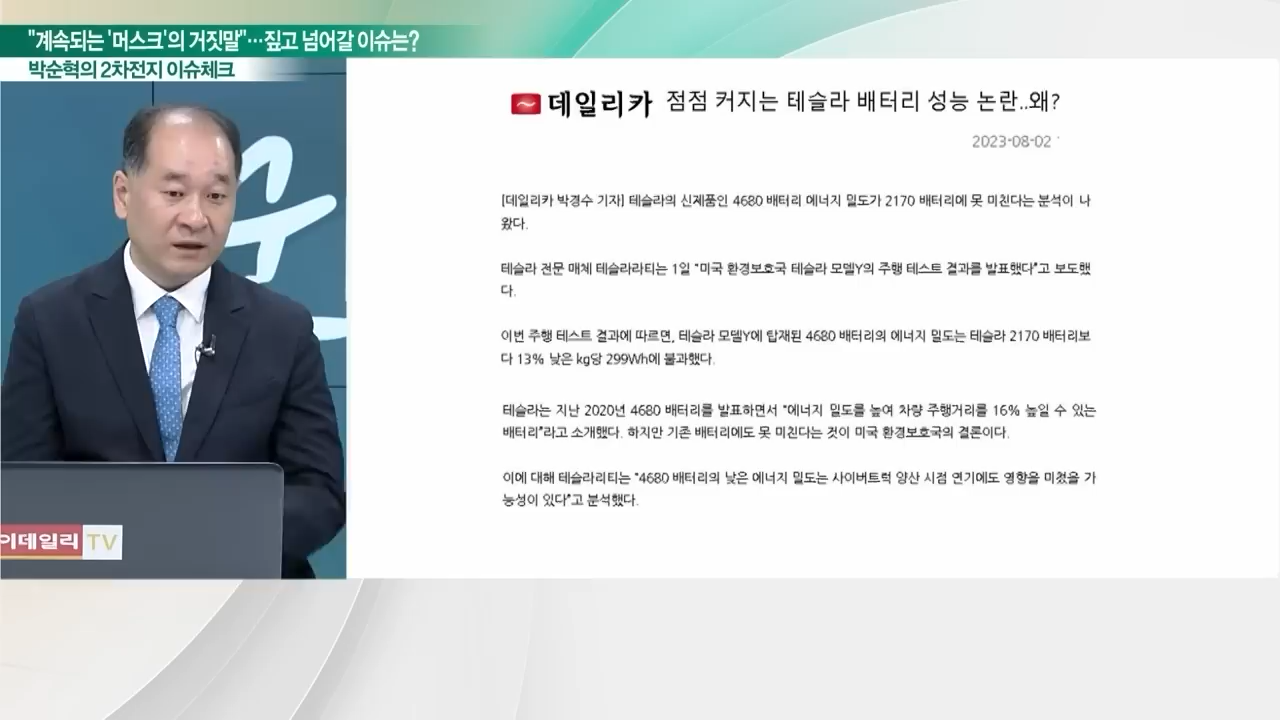 "계속되는 '머스크'의 거짓말"…짚고 넘어갈 이슈는?
박순혁의 2차전지 이슈체크
데일리카 점점 커지는 테슬라 배터리 성능 논란..왜?
2023-08-02
[데일리카 박경수 기자] 테슬라의 신제품인 4680 배터리 에너지 밀도가 2170 배터리에 못 미친다는 분석이 나
왔다.
테슬라 전문 매체 테슬라라티는 1일 "미국 환경보호국 테슬라 모델Y의 주행 테스트 결과를 발표했다"고 보도했
다.
이번 주행 테스트 결과에 따르면, 테슬라 모델Y에 탑재된 4680 배터리의 에너지 밀도는 테슬라 2170 배터리보
다 13% 낮은 kg당 299Wh에 불과했다.
테슬라는 지난 2020년 4680 배터리를 발표하면서 "에너지 밀도를 높여 차량 주행거리를 16% 높일 수 있는
배터리"라고 소개했다. 하지만 기존 배터리에도 못 미친다는 것이 미국 환경보호국의 결론이다.
이에 대해 테슬라리티는 "4680 배터리의 낮은 에너지 밀도는 사이버트럭 양산 시점 연기에도 영향을 미쳤을 가
능성이 있다"고 분석했다.
이데일리 TV